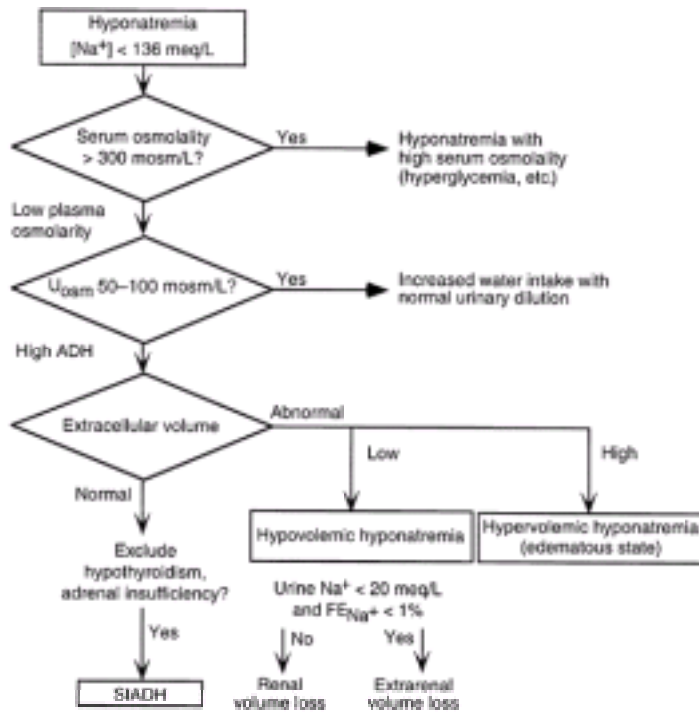 Hyponatremia
[Na⁺] < 136 meq/L
Serum osmolality
> 300 mosm/L?
Yes
Hyponatremia with
high serum osmolality
(hyperglycemia, etc.)
Low plasma
osmolarity
Uosm 50–100 mosm/L?
Yes
Increased water intake with
normal urinary dilution
High ADH
Extracellular volume
Abnormal
Low
High
Normal
Hypovolemic hyponatremia
Hypervolemic hyponatremia
(edematous state)
Exclude
hypothyroidism,
adrenal insufficiency?
Urine Na⁺ < 20 meq/L
and FENa⁺ < 1%
Yes
No
Yes
SIADH
Renal
volume loss
Extrarenal
volume loss